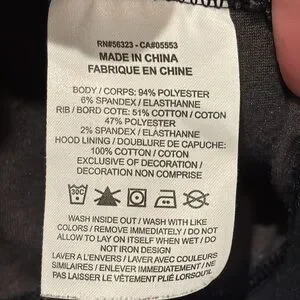 RN#56323 - CA#05553
MADE IN CHINA
FABRIQUE EN CHINE
BODY / CORPS: 94% POLYESTER
6% SPANDEX / ELASTHANNE
RIB / BORD COTE: 51% COTTON / COTON
47% POLYESTER
2% SPANDEX / ELASTHANNE
HOOD LINING / DOUBLURE DE CAPUCHE:
100% COTTON / COTON
EXCLUSIVE OF DECORATION /
DECORATION NON COMPRISE
30C
WASH INSIDE OUT / WASH WITH LIKE
COLORS / REMOVE IMMEDIATELY / DO NOT
ALLOW TO LAY ON ITSELF WHEN WET / DO
NOT IRON DESIGN
LAVER A L'ENVERS / LAVER AVEC COULEURS
SIMILAIRES / ENLEVER IMMEDIATEMENT / NE
PAS LAISSER LE VÊTEMENT PLIÉ LORSQU'IL